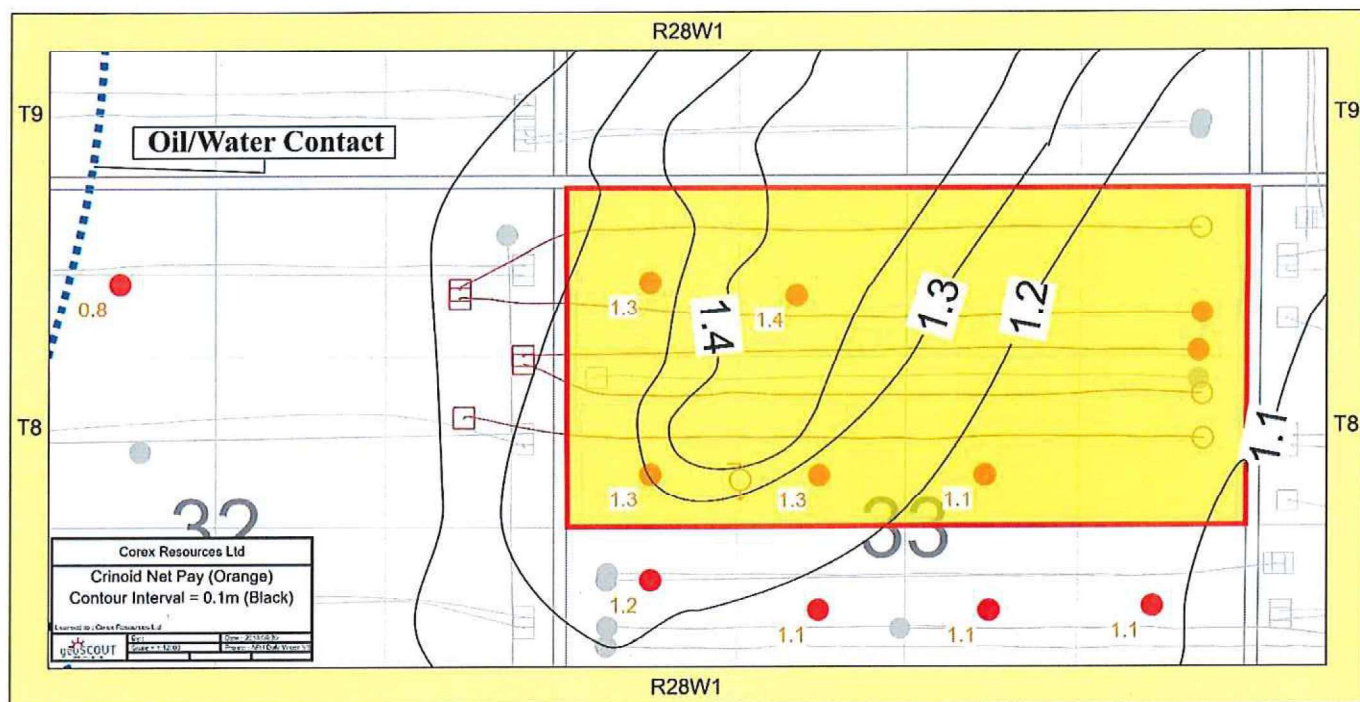 R28W1
T9
T9
Oil/Water Contact
0.8
1.3
1.4
1.4
1.3
1.2
T8
T8
1.1
1.3
1.3
1.1
32
33
Corex Resources Ltd
Crinoid Net Pay (Orange)
Contour Interval = 0.1m (Black)
1.2
1.1
1.1
1.1
geoSCOUT
R28W1